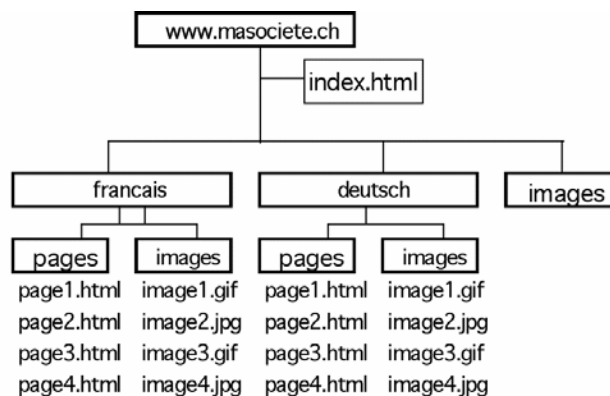 www.masociete.ch
index.html
francais
deutsch
images
pages
images
pages
images
page1.html image1.gif page1.html image1.gif
page2.html image2.jpg page2.html image2.jpg
page3.html image3.gif page3.html image3.gif
page4.html image4.jpg page4.html image4.jpg